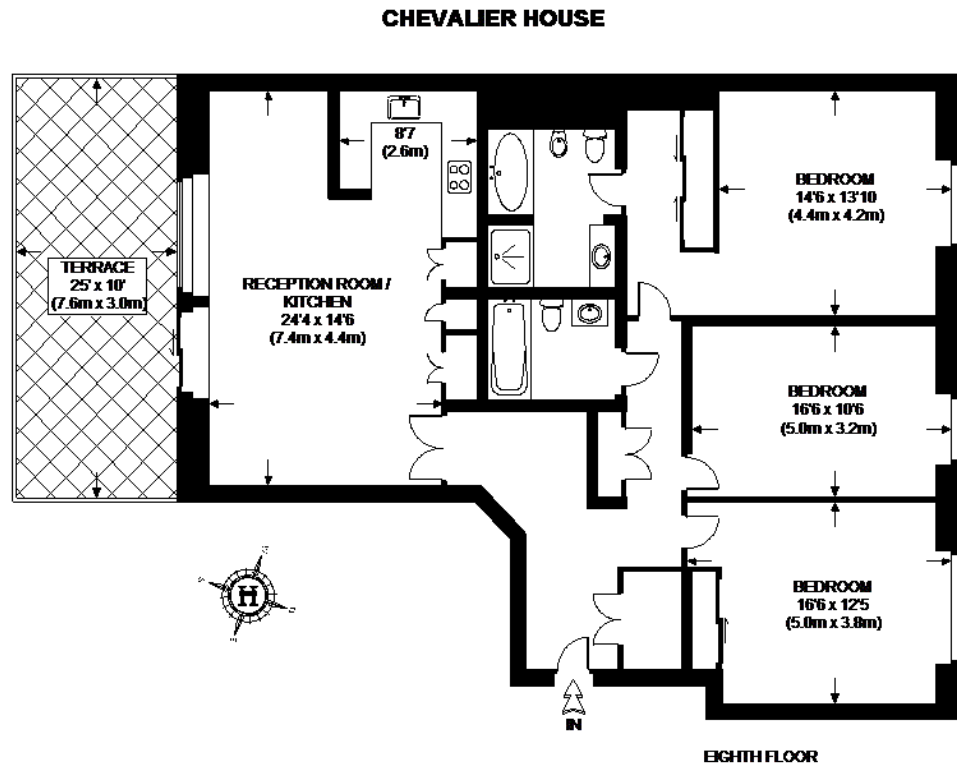 CHEVALIER HOUSE
8'7
(2.6m)
BEDROOM
14'6 x 13'10
(4.4m x 4.2m)
TERRACE
25' x 10'
(7.6m x 3.0m)
RECEPTION ROOM /
KITCHEN
24'4 x 14'6
(7.4m x 4.4m)
BEDROOM
16'6 x 10'6
(5.0m x 3.2m)
BEDROOM
16'6 x 12'5
(5.0m x 3.8m)
H
IN
EIGHTH FLOOR